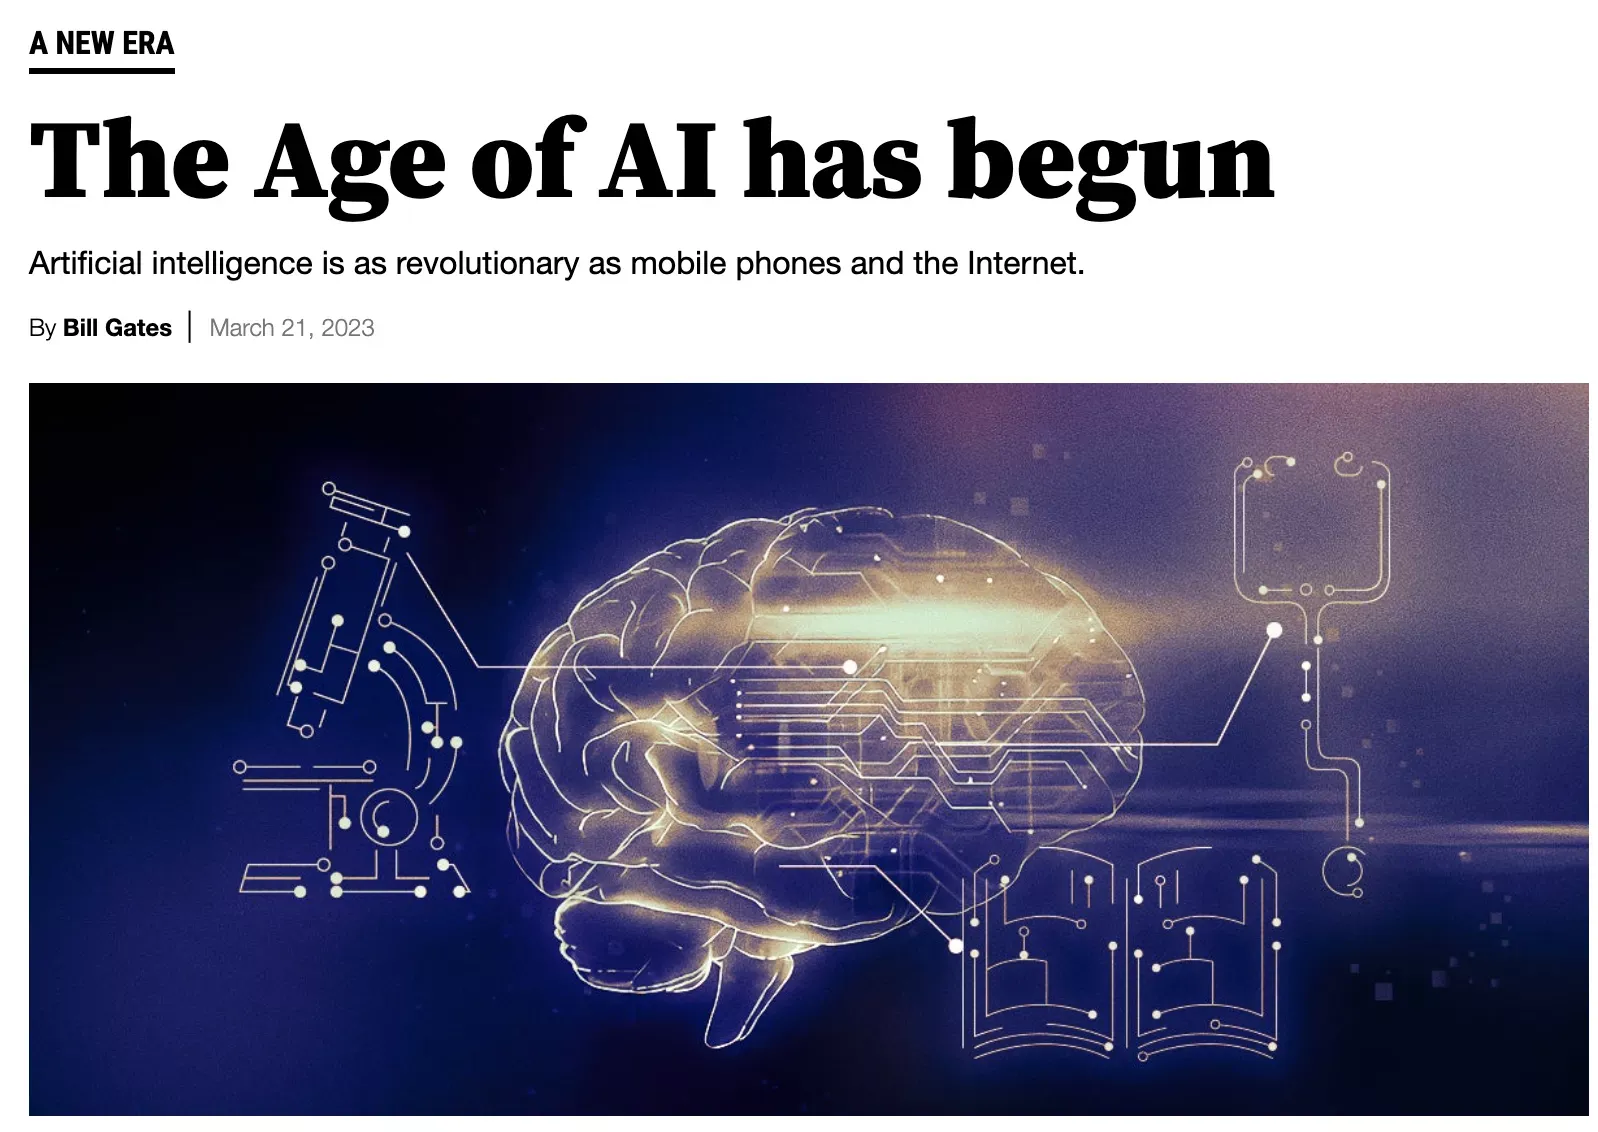 A NEW ERA
The Age of AI has begun
Artificial intelligence is as revolutionary as mobile phones and the Internet.
By Bill Gates | March 21, 2023